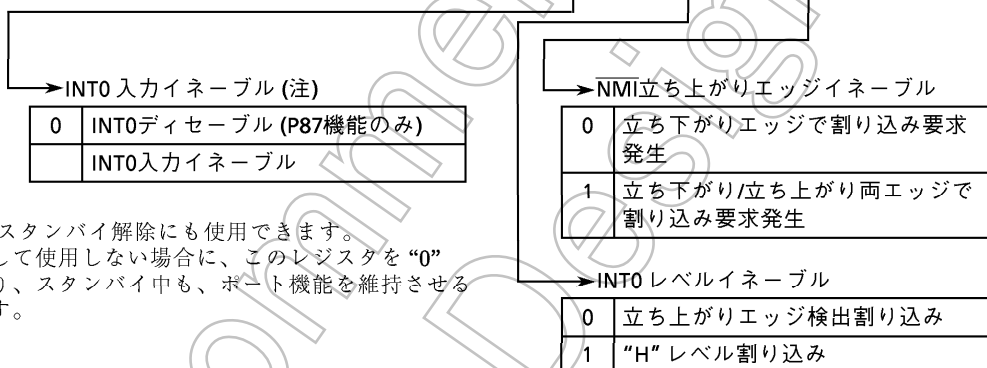 INT0 入力イネーブル (注)
0 INT0ディセーブル (P87機能のみ)
INT0入力イネーブル
スタンバイ解除にも使用できます。
して使用しない場合に、このレジスタを “0”
り、スタンバイ中も、ポート機能を維持させる
す。
NMI立ち上がりエッジイネーブル
0 立ち下がりエッジで割り込み要求
発生
1 立ち下がり/立ち上がり両エッジで
割り込み要求発生
INT0 レベルイネーブル
0 立ち上がりエッジ検出割り込み
1 “H” レベル割り込み